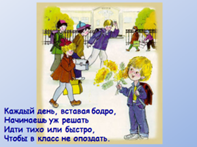 Каждый день, вставая бодро,
Начинаешь уж решать
Идти тихо или быстро,
Чтобы в класс не опоздать.